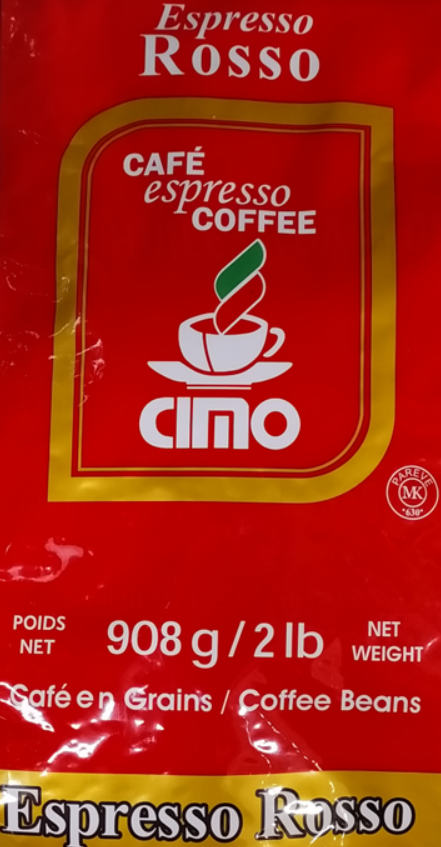 Espresso
ROSSO
CAFÉ
espresso
COFFEE
CIMO
PAREVE
MK
•630•
POIDS
NET
908 g / 2 lb
NET
WEIGHT
Café en Grains / Coffee Beans
Espresso Rosso